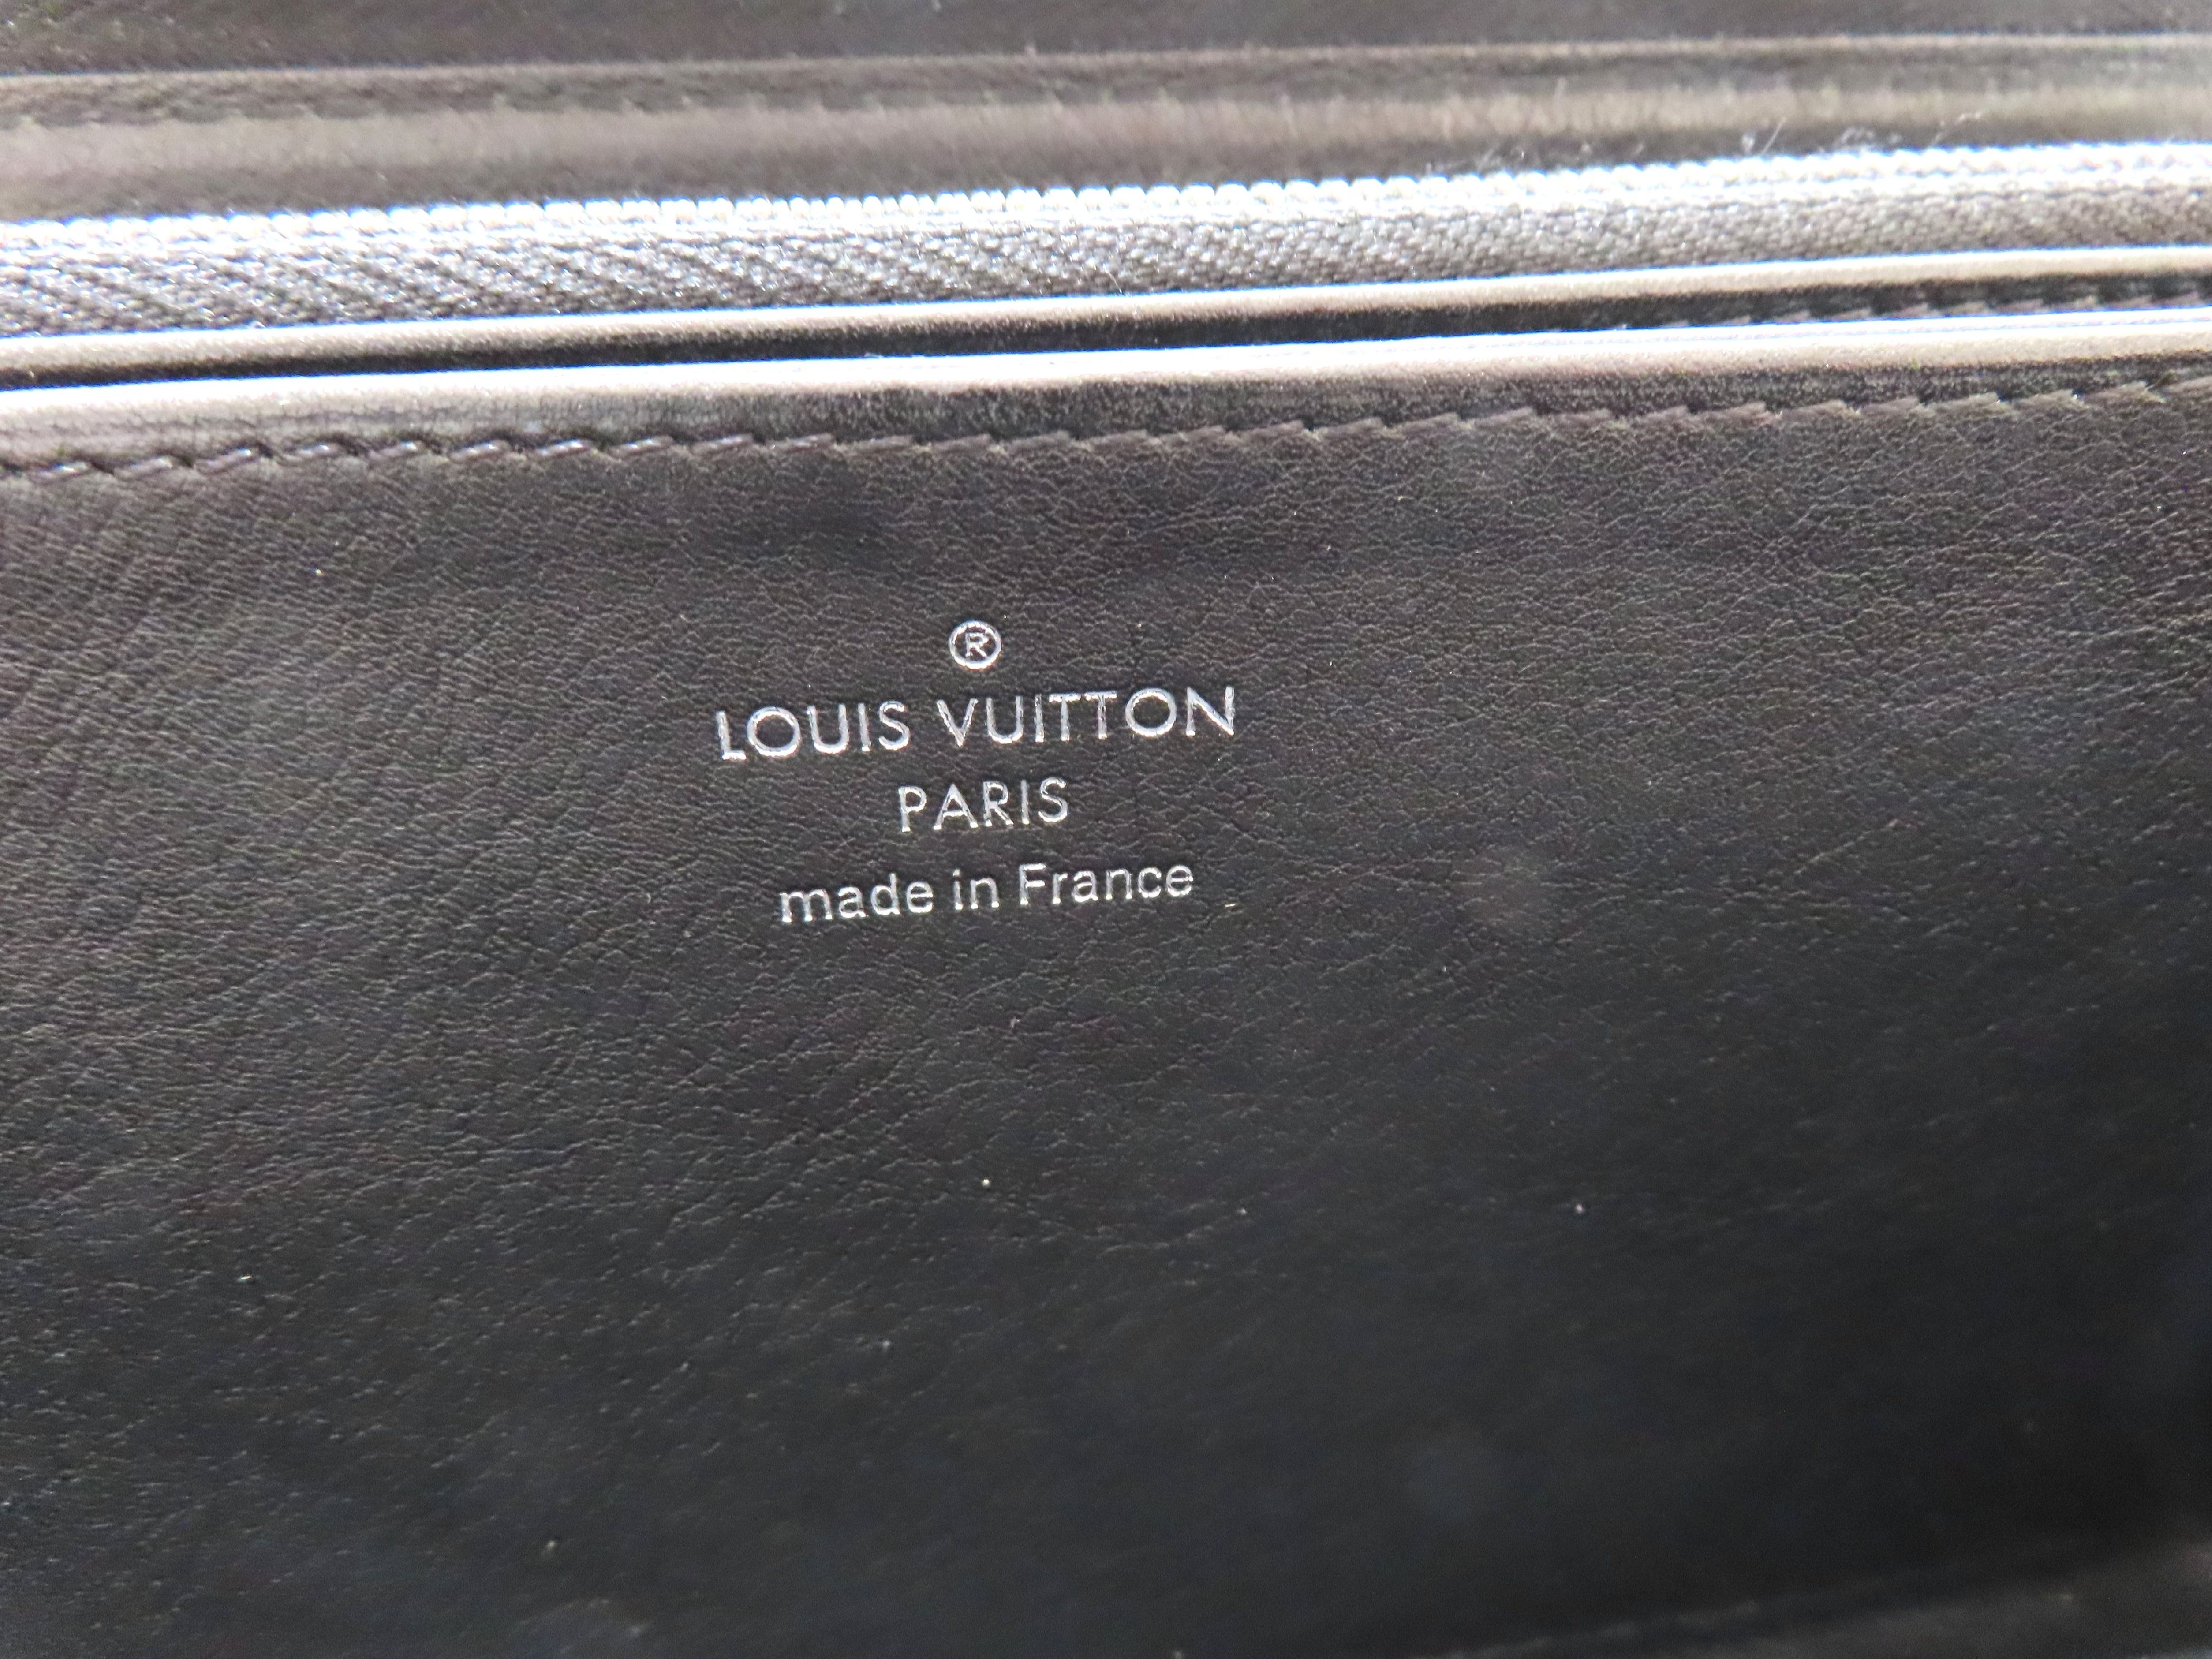 ®
LOUIS VUITTON
PARIS
made in France